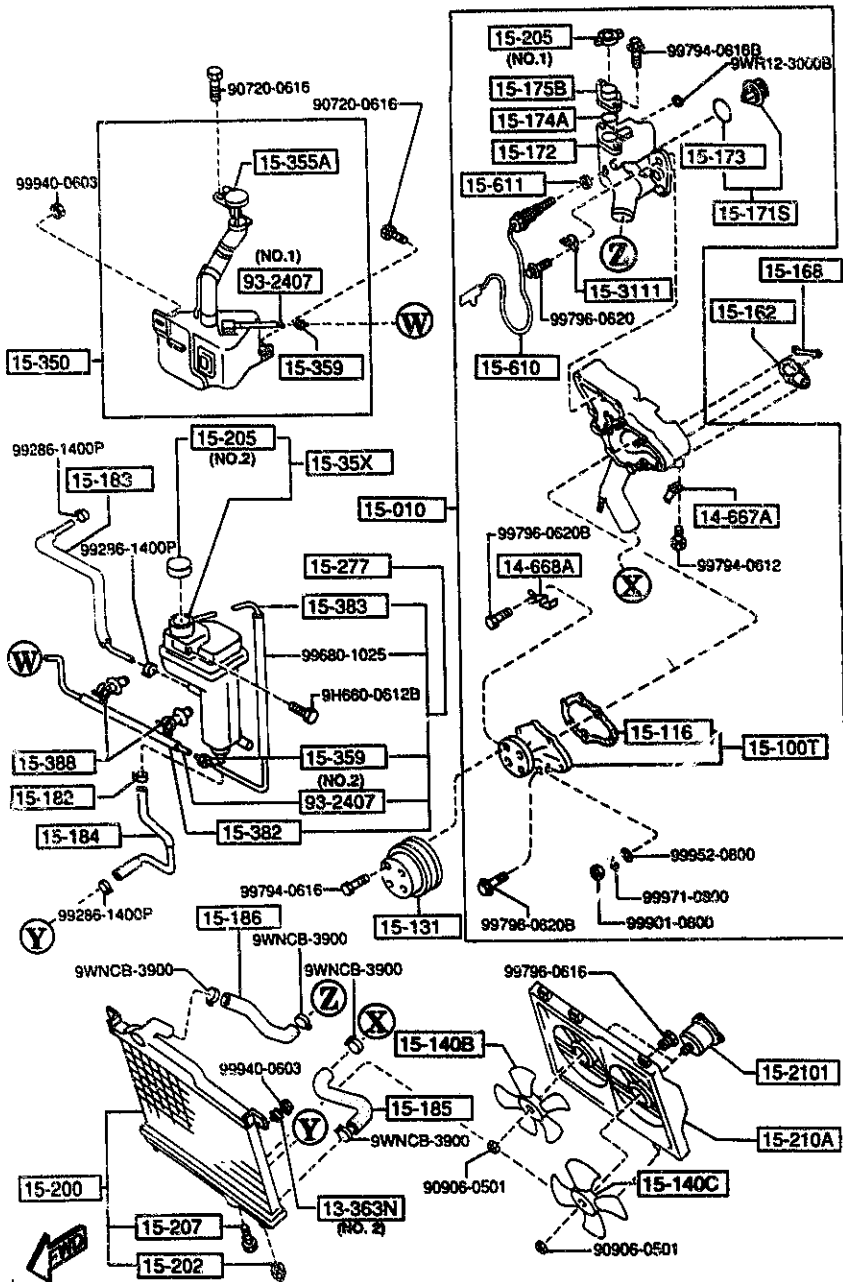 90720-0616
90720-0616
15-355A
99940-0603
(NO.1)
93-2407
W
15-350
15-359
15-205
(NO.1)
99794-0616B
9WR12-3000B
15-175B
15-174A
15-172
15-173
15-611
15-171S
Z
15-3111
99796-0620
15-610
15-168
15-162
15-010
14-667A
99794-0612
X
99796-0620B
14-668A
15-116
15-100T
99952-0800
99971-0800
99901-0800
99796-0620B
99794-0616
15-131
99286-1400P
15-183
15-205
(NO.2)
15-35X
99286-1400P
15-277
15-383
99680-1025
W
9H660-0612B
15-388
15-359
(NO.2)
93-2407
15-182
15-382
15-184
99286-1400P
Y
15-186
9WNCB-3900
9WNCB-3900
Z
9WNCB-3900
X
99940-0603
15-185
Y
9WNCB-3900
15-200
13-363N
(NO. 2)
15-207
15-202
FWD
99796-0616
15-140B
15-2101
15-210A
90906-0501
15-140C
90906-0501